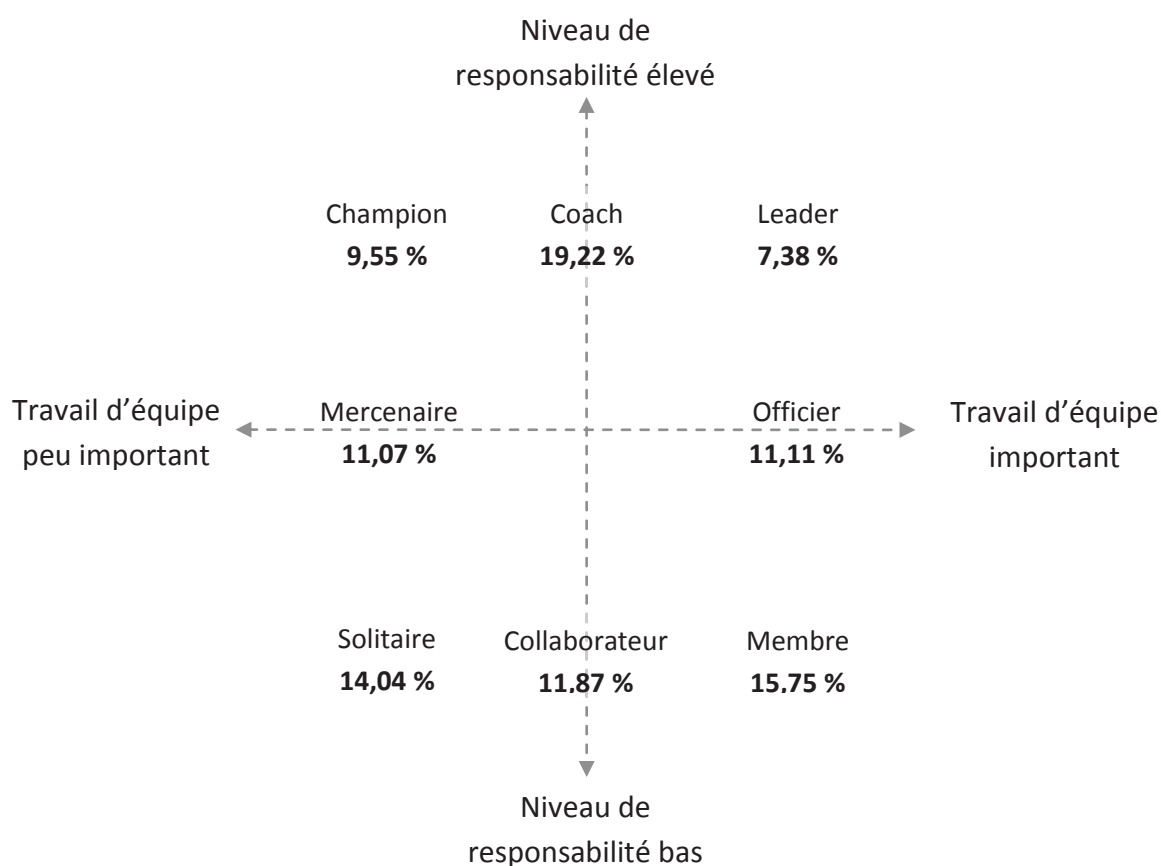 Niveau de
responsabilité élevé
Champion Coach Leader
9,55 % 19,22 % 7,38 %
Travail d’équipe
peu important
Mercenaire
11,07 %
Officier
11,11 %
Travail d’équipe
important
Solitaire Collaborateur Membre
14,04 % 11,87 % 15,75 %
Niveau de
responsabilité bas